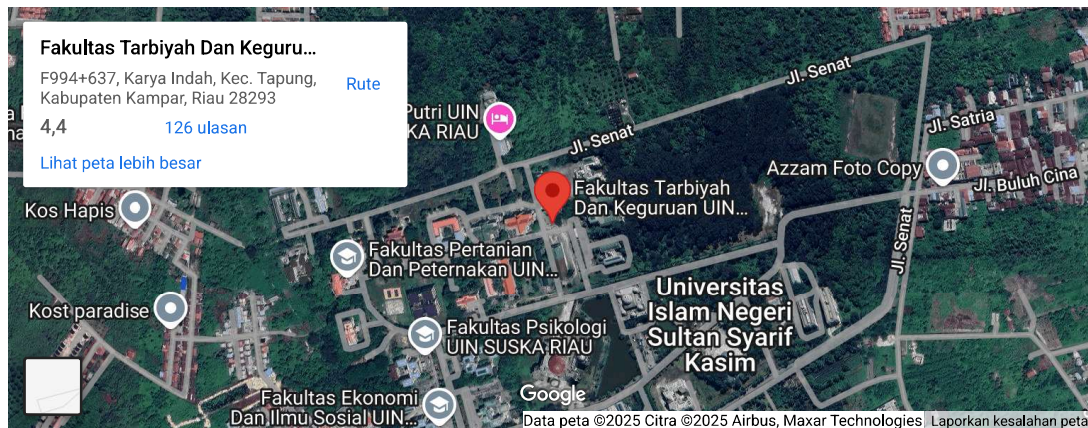 Fakultas Tarbiyah Dan Keguru...
F994+637, Karya Indah, Kec. Tapung,
Kabupaten Kampar, Riau 28293
Rute
4,4
126 ulasan
Lihat peta lebih besar
Putri UIN
KA RIAU
Jl. Senat
Jl. Senat
Jl. Satria
Azzam Foto Copy
Jl. Buluh Cina
Fakultas Tarbiyah
Dan Keguruan UIN...
Kos Hapis
Jl. Senat
Fakultas Pertanian
Dan Peternakan UIN...
Universitas
Islam Negeri
Sultan Syarif
Kasim
Kost paradise
Fakultas Psikologi
UIN SUSKA RIAU
Fakultas Ekonomi
Dan Ilmu Sosial UIN...
Google
Data peta ©2025 Citra ©2025 Airbus, Maxar Technologies
Laporkan kesalahan peta